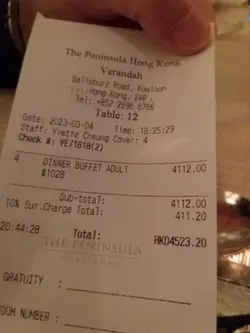 The Peninsula Hong Kong
Verandah
Salisbury Road, Kowloon
Hong Kong, SAR
Tel: +852 2696 6766
Table: 12
Date: 2023-03-04 Time: 18:25:29
Staff: Yvette Cheung Cover: 4
Check #: VE71818(2)
4 DINNER BUFFET ADULT 4112.00
$1028
Sub-total: 4112.00
10% Sur.Charge Total: 411.20
20:44:28 Total: HKD4523.20
THE PENINSULA
HONG KONG
GRATUITY :
ROOM NUMBER :